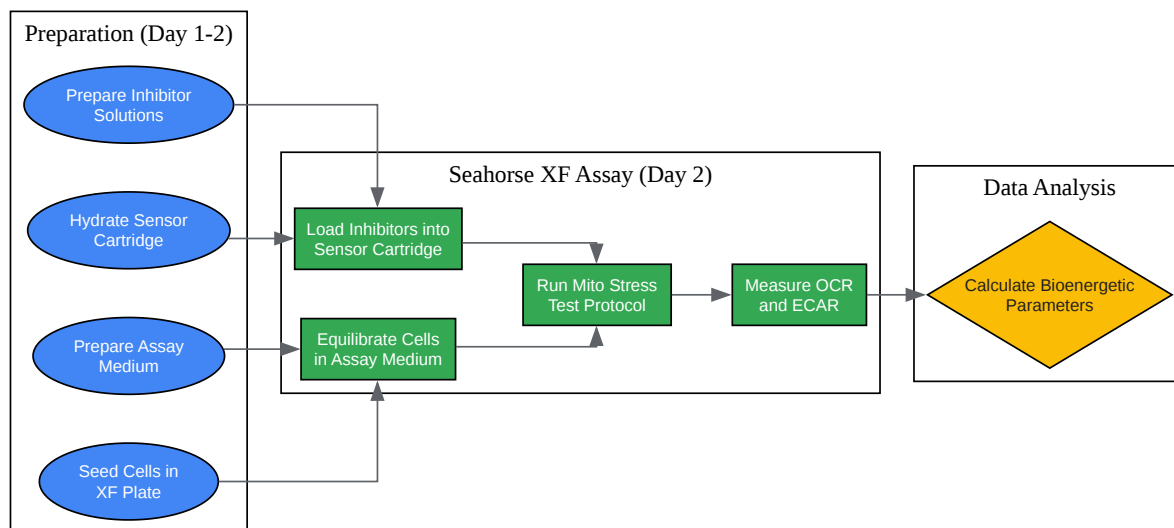 Preparation (Day 1-2)
Prepare Inhibitor
Solutions
Hydrate Sensor
Cartridge
Prepare Assay
Medium
Seed Cells in
XF Plate
Seahorse XF Assay (Day 2)
Load Inhibitors into
Sensor Cartridge
Equilibrate Cells
in Assay Medium
Run Mito Stress
Test Protocol
Measure OCR
and ECAR
Data Analysis
Calculate Bioenergetic
Parameters